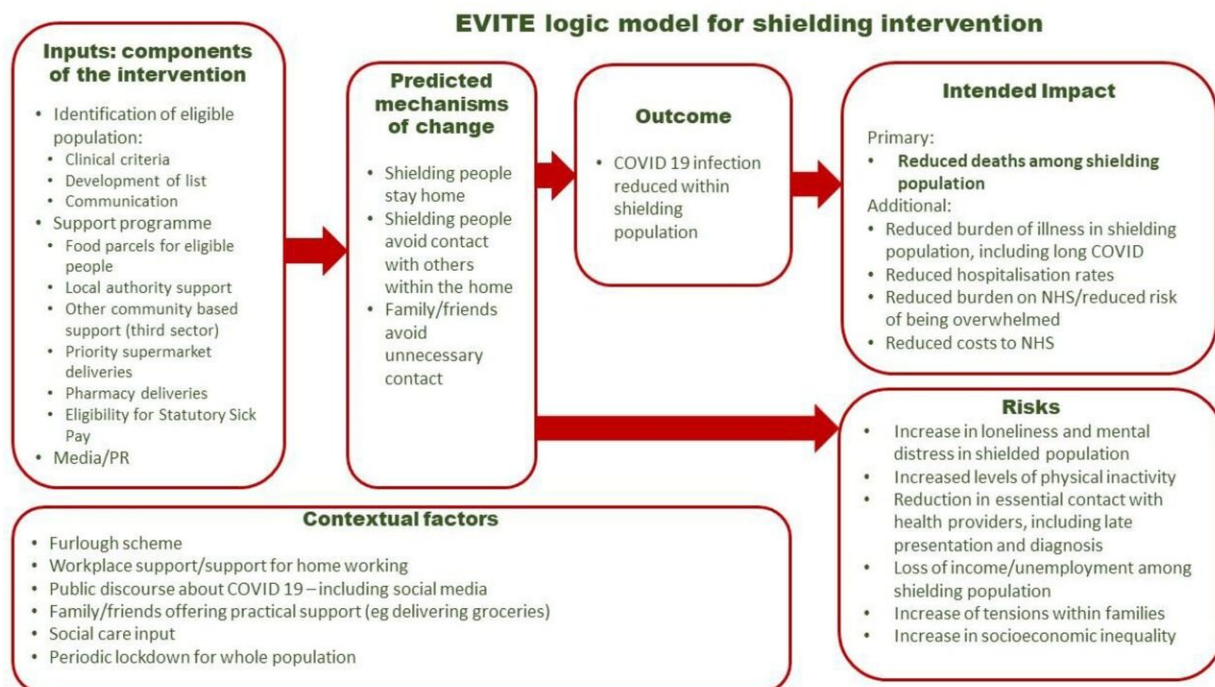 EVITE logic model for shielding intervention
Inputs: components
of the intervention
• Identification of eligible
population:
• Clinical criteria
• Development of list
• Communication
• Support programme
• Food parcels for eligible
people
• Local authority support
• Other community based
support (third sector)
• Priority supermarket
deliveries
• Pharmacy deliveries
• Eligibility for Statutory Sick
Pay
• Media/PR
Predicted
mechanisms
of change
• Shielding people
stay home
• Shielding people
avoid contact
with others
within the home
• Family/friends
avoid
unnecessary
contact
Outcome
• COVID 19 infection
reduced within
shielding
population
Intended Impact
Primary:
• Reduced deaths among shielding
population
Additional:
• Reduced burden of illness in shielding
population, including long COVID
• Reduced hospitalisation rates
• Reduced burden on NHS/reduced risk
of being overwhelmed
• Reduced costs to NHS
Risks
• Increase in loneliness and mental
distress in shielded population
• Increased levels of physical inactivity
• Reduction in essential contact with
health providers, including late
presentation and diagnosis
• Loss of income/unemployment among
shielding population
• Increase of tensions within families
• Increase in socioeconomic inequality
Contextual factors
• Furlough scheme
• Workplace support/support for home working
• Public discourse about COVID 19 – including social media
• Family/friends offering practical support (eg delivering groceries)
• Social care input
• Periodic lockdown for whole population